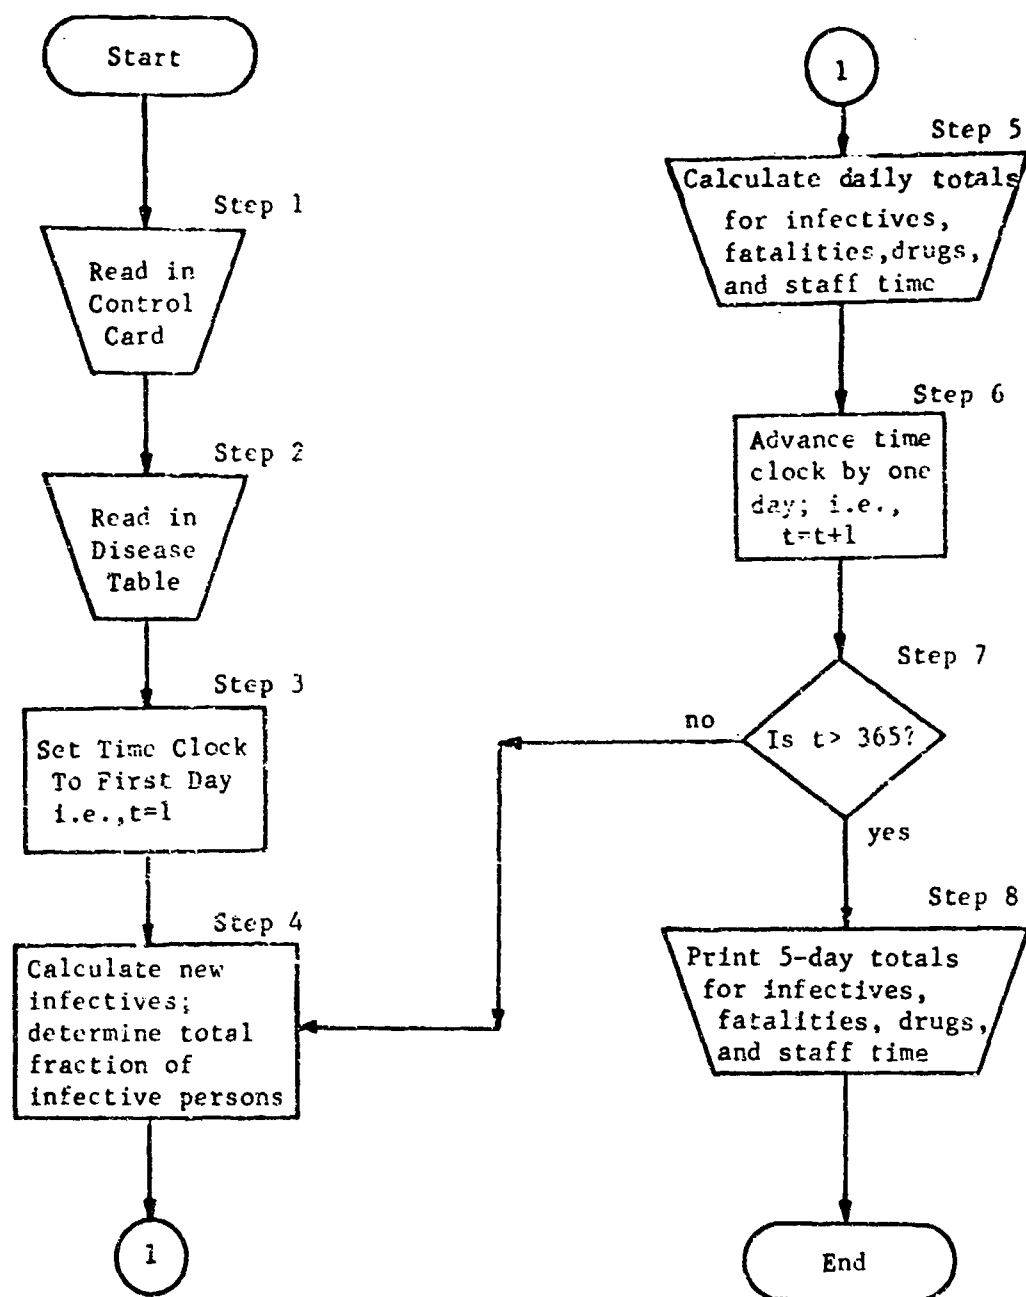 Start
Step 1
Read in
Control
Card
Step 2
Read in
Disease
Table
Step 3
Set Time Clock
To First Day
i.e.,t=1
Step 4
Calculate new
infectives;
determine total
fraction of
infective persons
1
1
Step 5
Calculate daily totals
for infectives,
fatalities,drugs,
and staff time
Step 6
Advance time
clock by one
day; i.e.,
t=t+1
Step 7
Is t> 365?
no
yes
Step 8
Print 5-day totals
for infectives,
fatalities, drugs,
and staff time
End